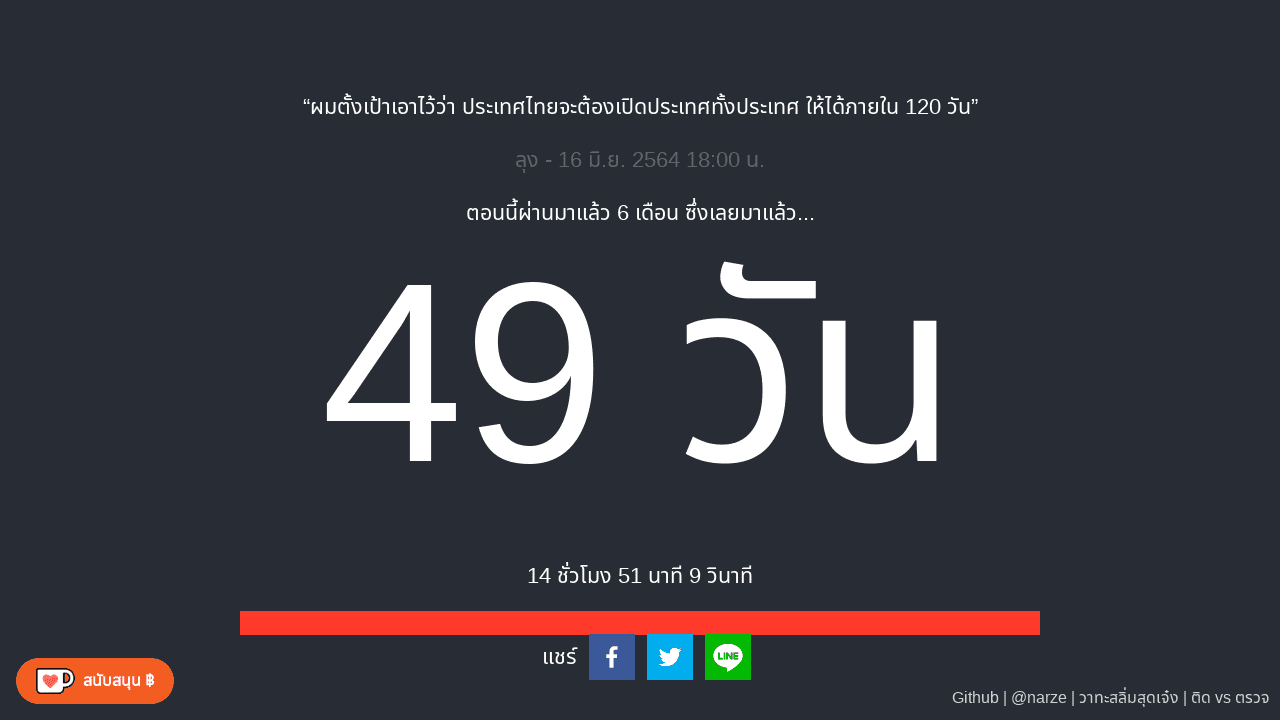 “ผมตั้งเป้าเอาไว้ว่า ประเทศไทยจะต้องเปิดประเทศทั้งประเทศ ให้ได้ภายใน 120 วัน”
ลุง - 16 มิ.ย. 2564 18:00 น.
ตอนนี้ผ่านมาแล้ว 6 เดือน ซึ่งเลยมาแล้ว...
49 วัน
14 ชั่วโมง 51 นาที 9 วินาที
แชร์ LINE
สนับสนุน ฿
Github | @narze | วาทะสลิ่มสุดเจ๋ง | ติด vs ตรวจ